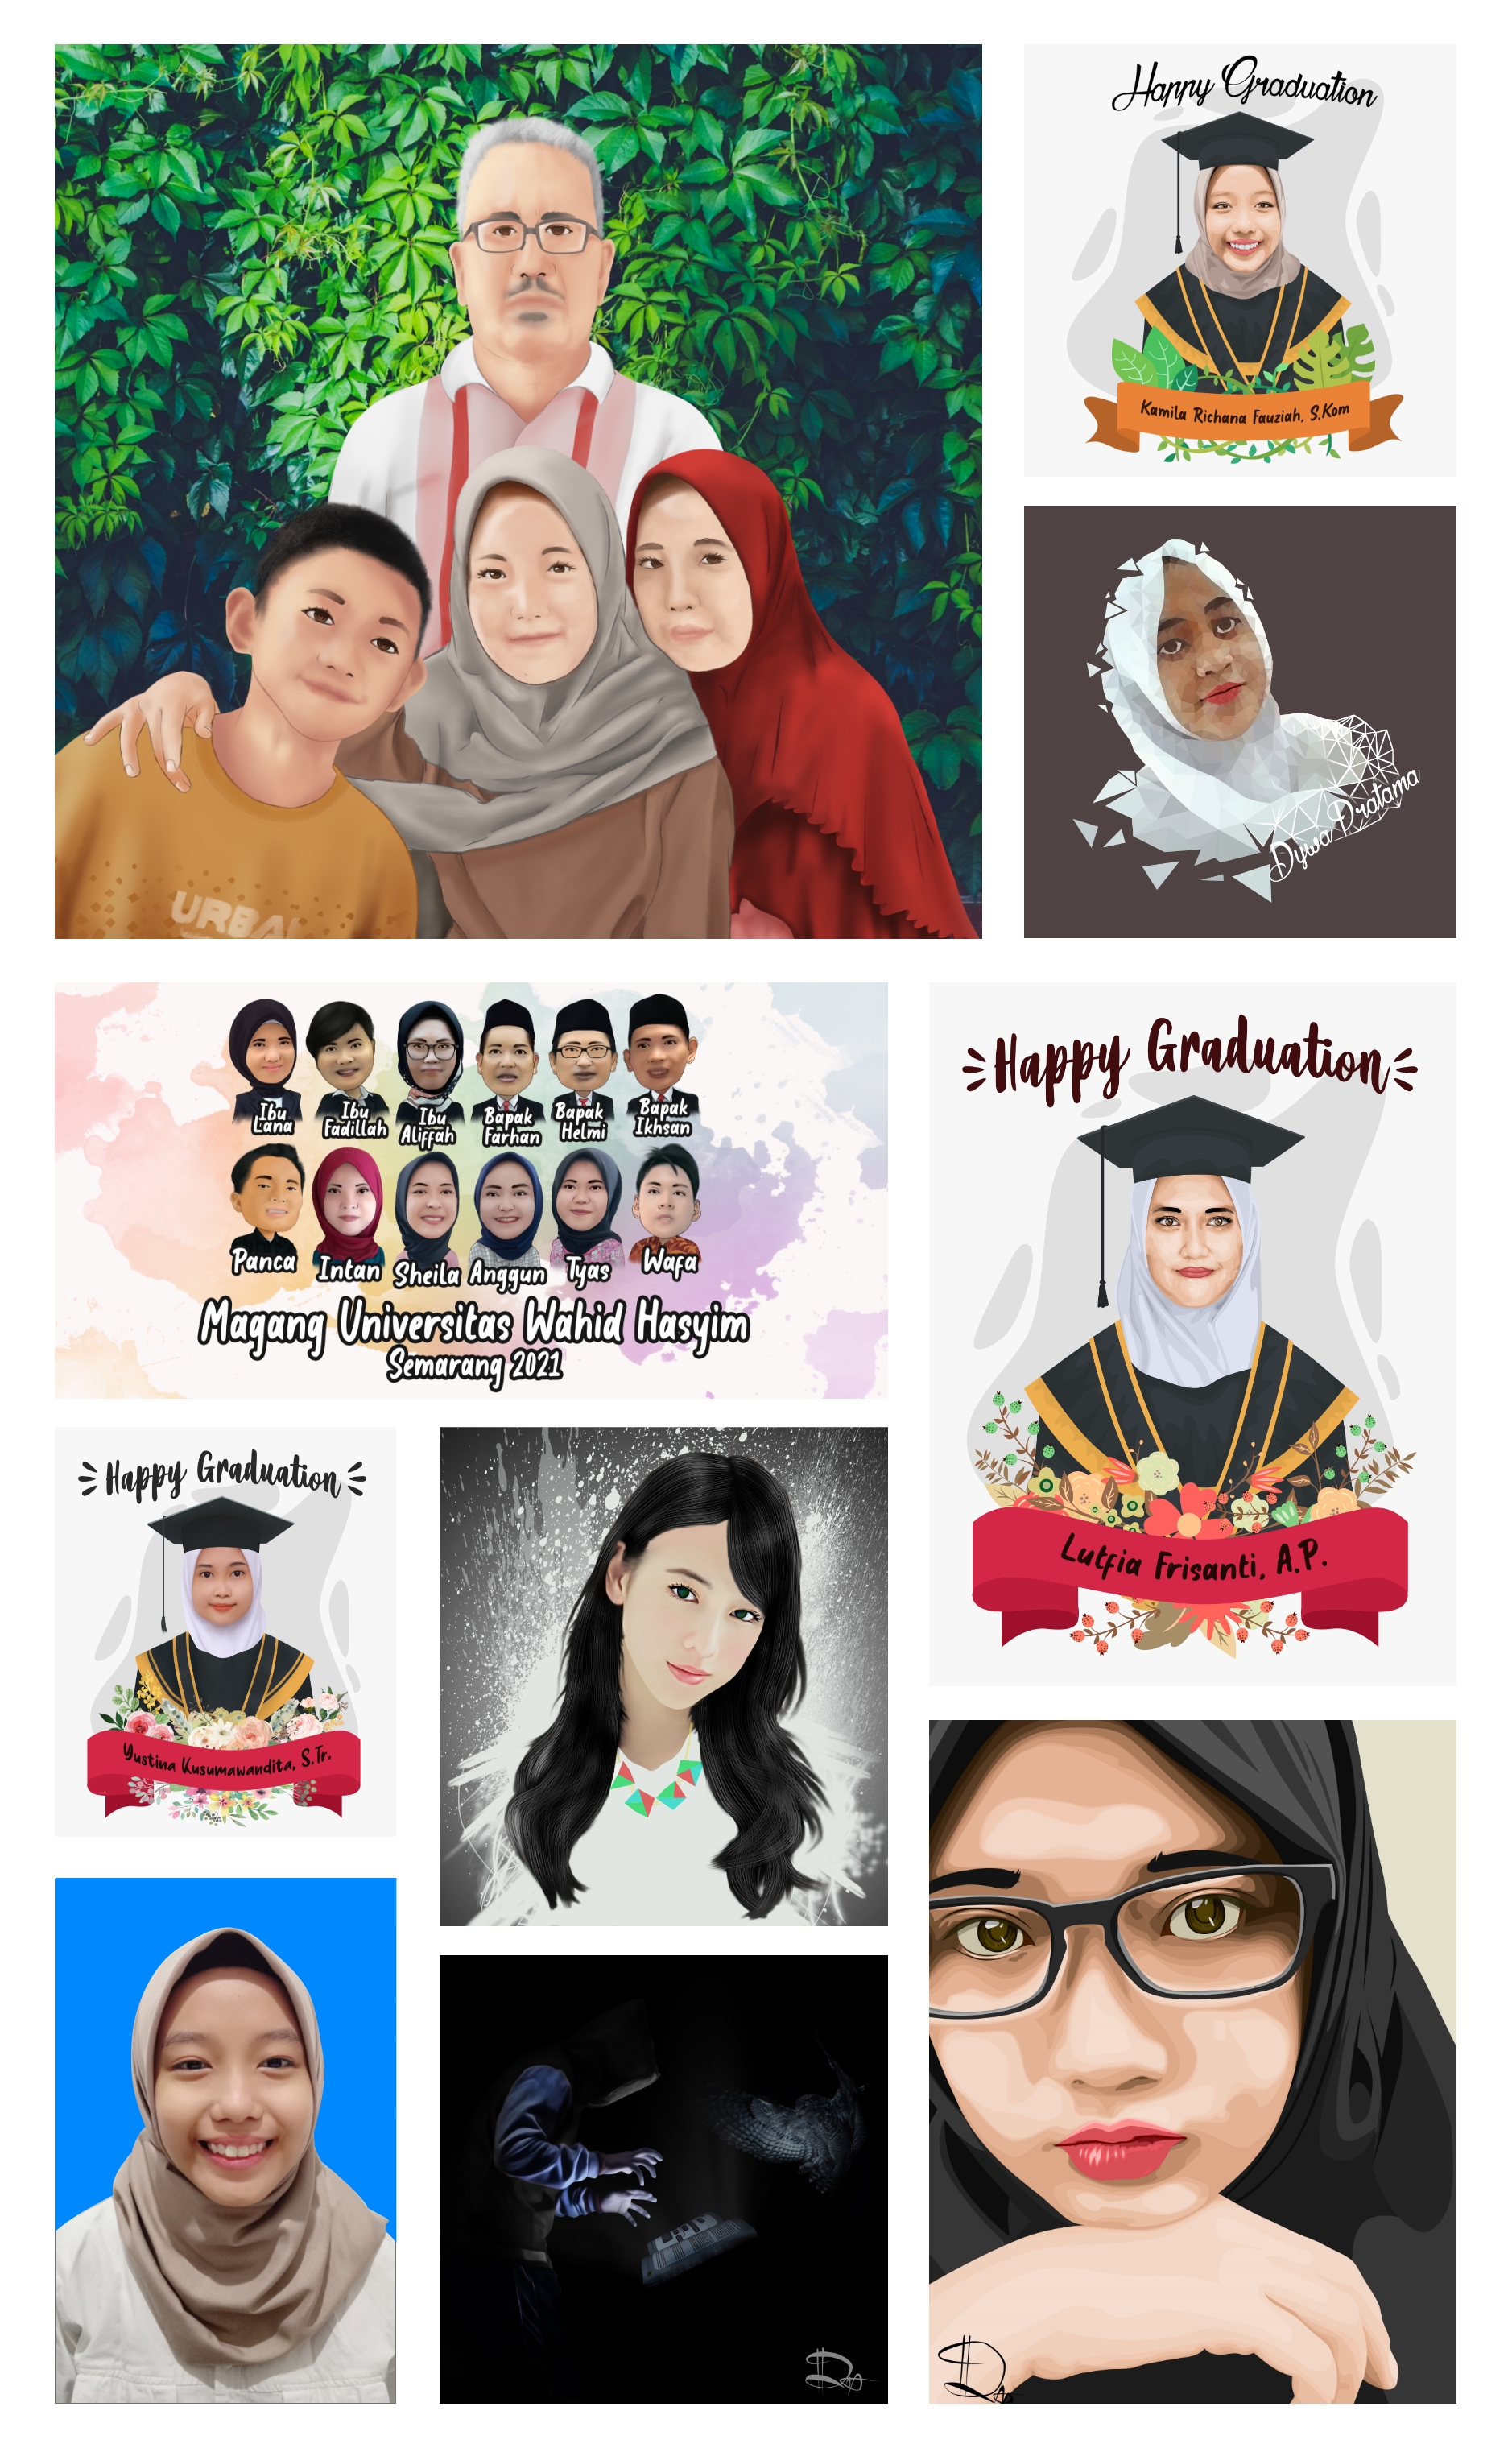 Happy Graduation
Kamila Richana Fauziah, S.Kom
URBAN
Dywa Pratama
Ibu Lana
Ibu Fadillah
Ibu Aliffah
Bapak Farhan
Bapak Helmi
Bapak Ikhsan
Panca
Intan
Sheila
Anggun
Tyas
Wafa
Magang Universitas Wahid Hasyim
Semarang 2021
Happy Graduation
Lutfia Frisanti, A.P.
Happy Graduation
Yustina Kusumawandita, S.Tr.